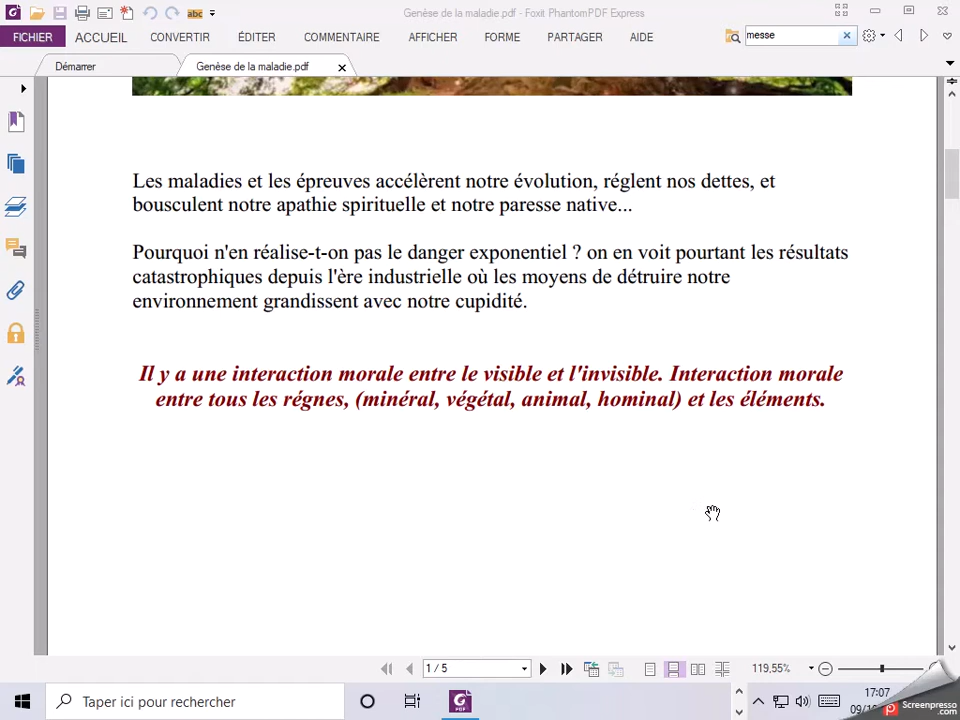 Genèse de la maladie.pdf - Foxit PhantomPDF Express
FICHIER ACCUEIL CONVERTIR ÉDITER COMMENTAIRE AFFICHER FORME PARTAGER AIDE messe
Démarrer Genèse de la maladie.pdf
Les maladies et les épreuves accélèrent notre évolution, réglent nos dettes, et
bousculent notre apathie spirituelle et notre paresse native...
Pourquoi n'en réalise-t-on pas le danger exponentiel ? on en voit pourtant les résultats
catastrophiques depuis l'ère industrielle où les moyens de détruire notre
environnement grandissent avec notre cupidité.
Il y a une interaction morale entre le visible et l'invisible. Interaction morale
entre tous les régnes, (minéral, végétal, animal, hominal) et les éléments.
1 / 5 119,55%
Taper ici pour rechercher
17:07
Screenpresso
.com